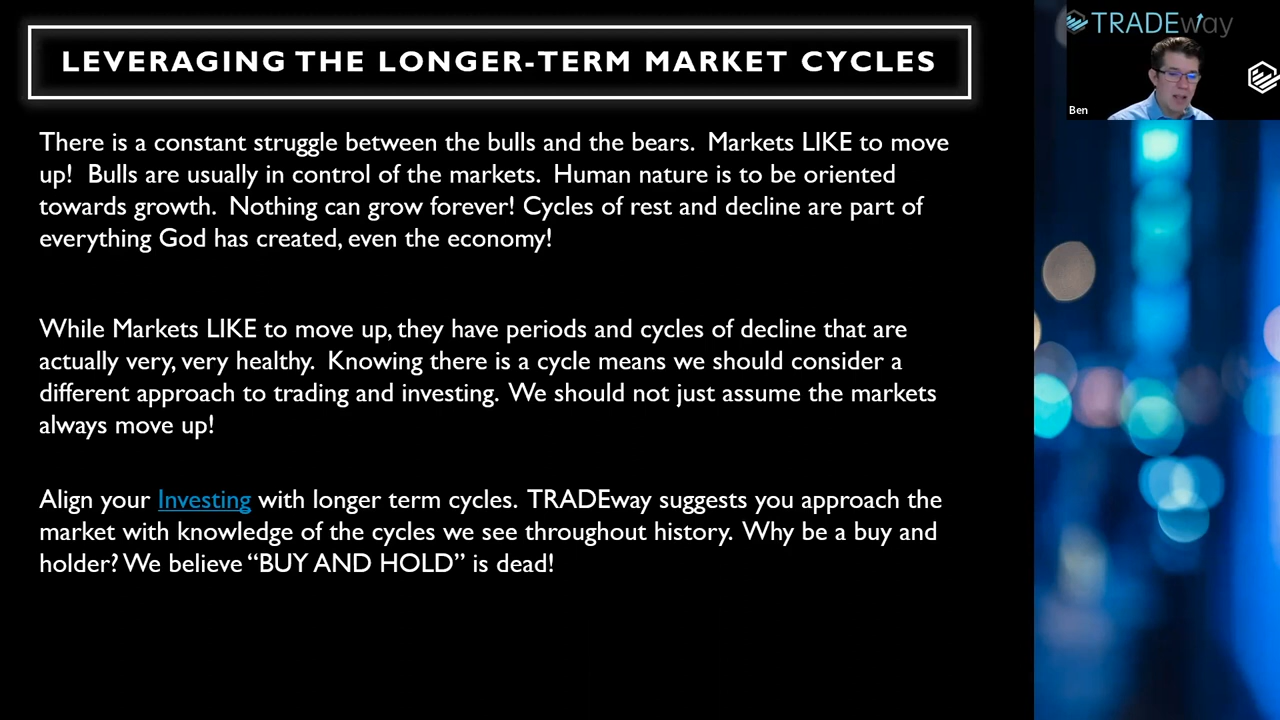 LEVERAGING THE LONGER-TERM MARKET CYCLES
TRADEway
Ben
There is a constant struggle between the bulls and the bears.  Markets LIKE to move
up!  Bulls are usually in control of the markets.  Human nature is to be oriented
towards growth.  Nothing can grow forever! Cycles of rest and decline are part of
everything God has created, even the economy!
While Markets LIKE to move up, they have periods and cycles of decline that are
actually very, very healthy.  Knowing there is a cycle means we should consider a
different approach to trading and investing.  We should not just assume the markets
always move up!
Align your Investing with longer term cycles.  TRADEway suggests you approach the
market with knowledge of the cycles we see throughout history.  Why be a buy and
holder? We believe “BUY AND HOLD” is dead!